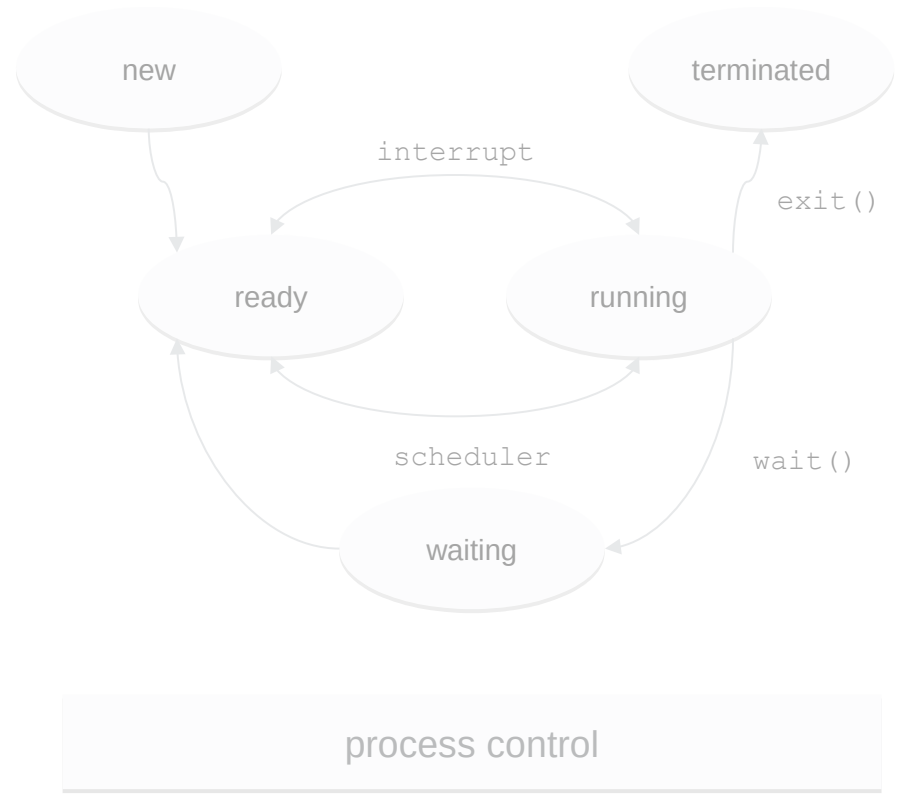 new
terminated
interrupt
exit()
ready
running
scheduler
wait()
waiting
process control